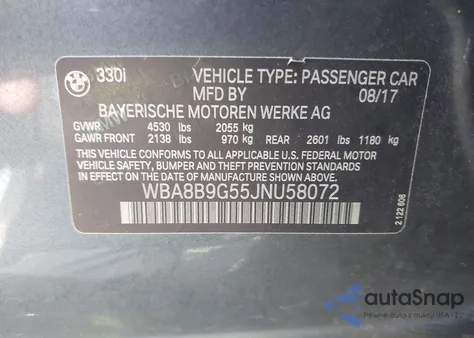 BMW
330i VEHICLE TYPE: PASSENGER CAR
MFD BY 08/17
BAYERISCHE MOTOREN WERKE AG
GVWR 4530 lbs 2055 kg
GAWR FRONT 2138 lbs 970 kg REAR 2601 lbs 1180 kg
THIS VEHICLE CONFORMS TO ALL APPLICABLE FEDERAL MOTOR
VEHICLE SAFETY, BUMPER, AND THEFT PREVENTION STANDARDS
IN EFFECT ON THE DATE OF MANUFACTURE SHOWN ABOVE.
WBA8B9G55JNU58072
2 122 606
autoSnap